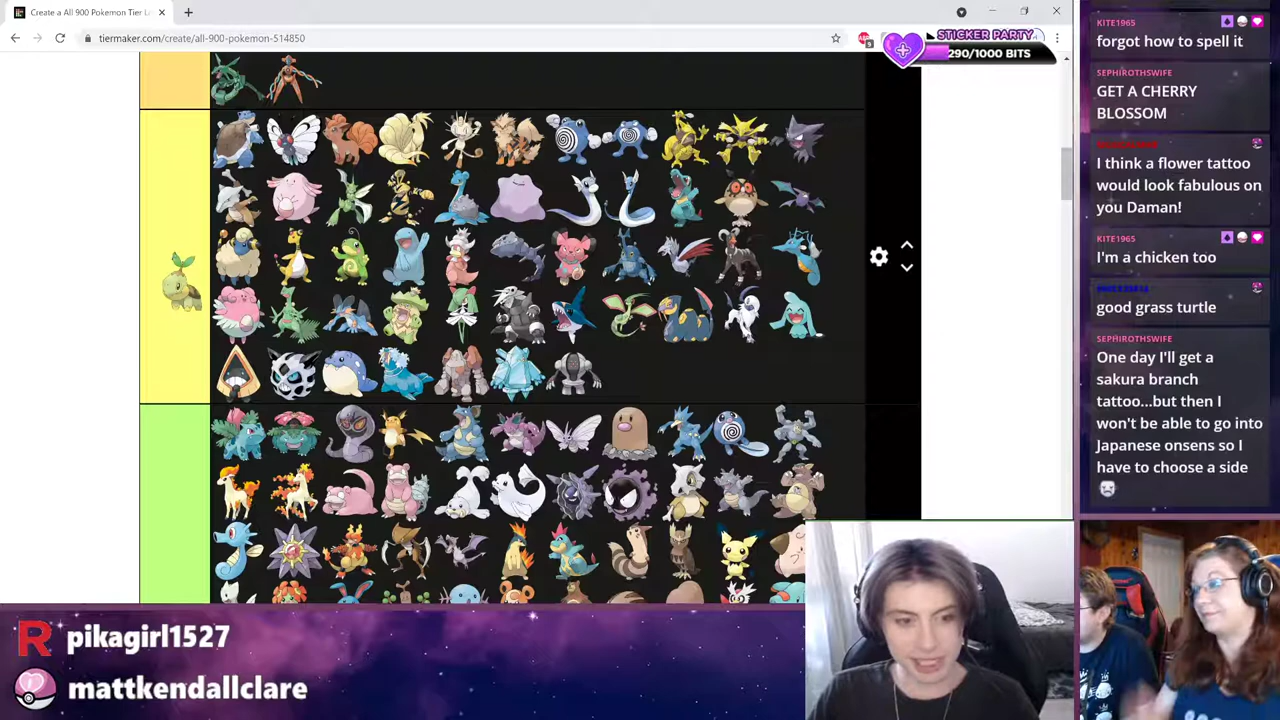 Create a All 900 Pokemon Tier Li
tiermaker.com/create/all-900-pokemon-514850
STICKER PARTY
290/1000 BITS
KITE1965
forgot how to spell it
SEPHIROTHSWIFE
GET A CHERRY
BLOSSOM
I think a flower tattoo
would look fabulous on
you Daman!
KITE1965
I'm a chicken too
good grass turtle
SEPHIROTHSWIFE
One day I'll get a
sakura branch
tattoo...but then I
won't be able to go into
Japanese onsens so I
have to choose a side
R pikagirl1527
mattkendallclare